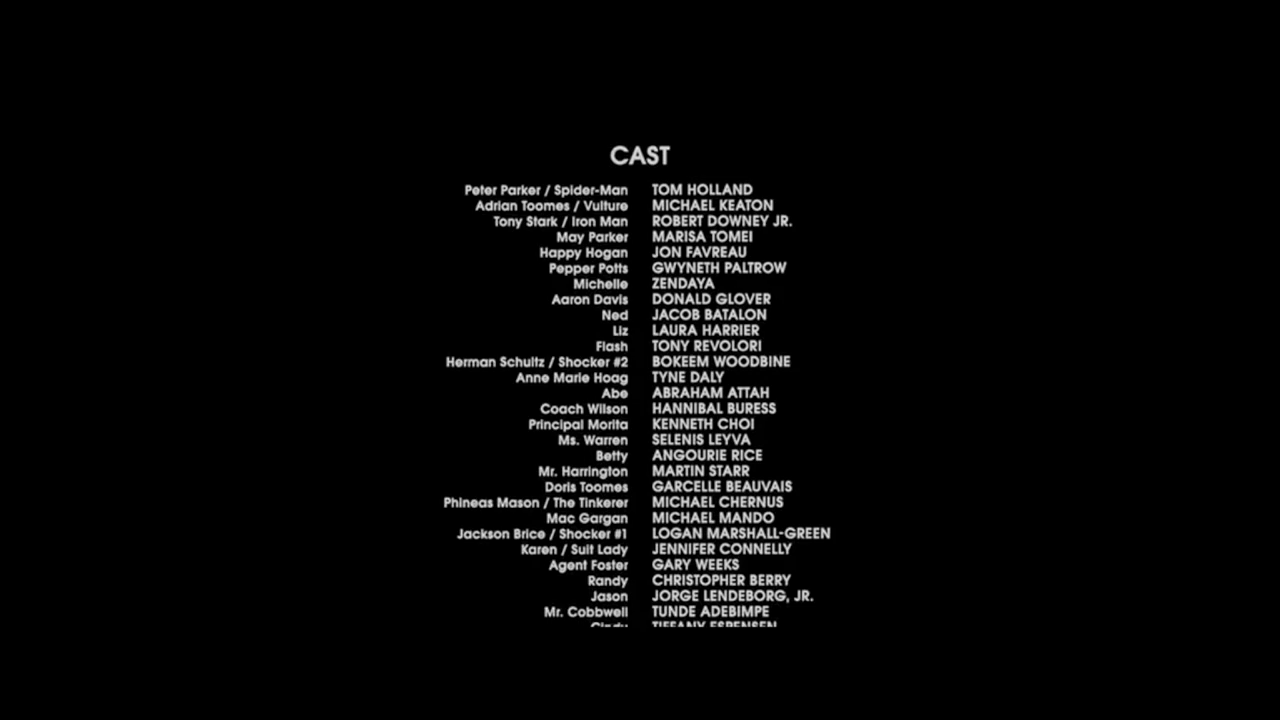 CAST
Peter Parker / Spider-Man TOM HOLLAND
Adrian Toomes / Vulture MICHAEL KEATON
Tony Stark / Iron Man ROBERT DOWNEY JR.
May Parker MARISA TOMEI
Happy Hogan JON FAVREAU
Pepper Potts GWYNETH PALTROW
Michelle ZENDAYA
Aaron Davis DONALD GLOVER
Ned JACOB BATALON
Liz LAURA HARRIER
Flash TONY REVOLORI
Herman Schultz / Shocker #2 BOKEEM WOODBINE
Anne Marie Hoag TYNE DALY
Abe ABRAHAM ATTAH
Coach Wilson HANNIBAL BURESS
Principal Morita KENNETH CHOI
Ms. Warren SELENIS LEYVA
Betty ANGOURIE RICE
Mr. Harrington MARTIN STARR
Doris Toomes GARCELLE BEAUVAIS
Phineas Mason / The Tinkerer MICHAEL CHERNUS
Mac Gargan MICHAEL MANDO
Jackson Brice / Shocker #1 LOGAN MARSHALL-GREEN
Karen / Suit Lady JENNIFER CONNELLY
Agent Foster GARY WEEKS
Randy CHRISTOPHER BERRY
Jason JORGE LENDEBORG, JR.
Mr. Cobbwell TUNDE ADEBIMPE
Cindy TIFFANY ESPENSEN